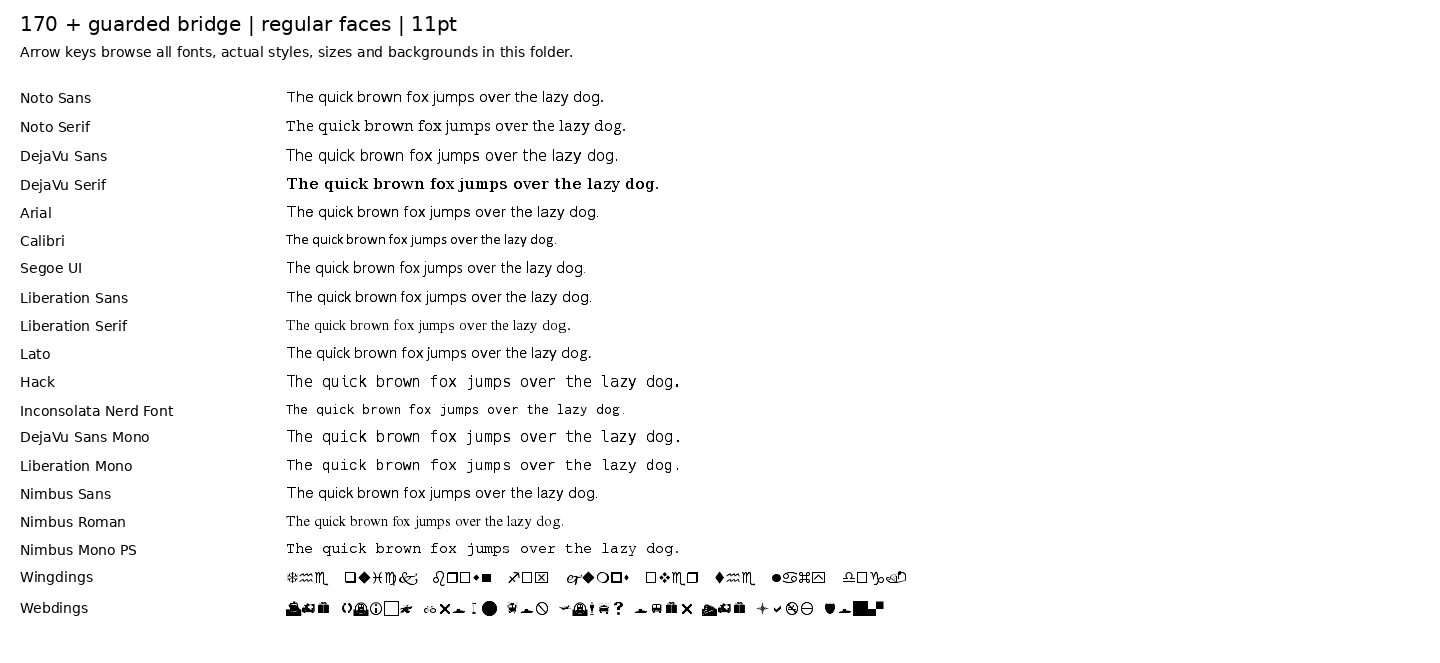 170 + guarded bridge | regular faces | 11pt
Arrow keys browse all fonts, actual styles, sizes and backgrounds in this folder.
Noto Sans The quick brown fox jumps over the lazy dog.
Noto Serif The quick brown fox jumps over the lazy dog.
DejaVu Sans The quick brown fox jumps over the lazy dog.
DejaVu Serif The quick brown fox jumps over the lazy dog.
Arial The quick brown fox jumps over the lazy dog.
Calibri The quick brown fox jumps over the lazy dog.
Segoe UI The quick brown fox jumps over the lazy dog.
Liberation Sans The quick brown fox jumps over the lazy dog.
Liberation Serif The quick brown fox jumps over the lazy dog.
Lato The quick brown fox jumps over the lazy dog.
Hack The quick brown fox jumps over the lazy dog.
Inconsolata Nerd Font The quick brown fox jumps over the lazy dog.
DejaVu Sans Mono The quick brown fox jumps over the lazy dog.
Liberation Mono The quick brown fox jumps over the lazy dog.
Nimbus Sans The quick brown fox jumps over the lazy dog.
Nimbus Roman The quick brown fox jumps over the lazy dog.
Nimbus Mono PS The quick brown fox jumps over the lazy dog.
Wingdings
Webdings